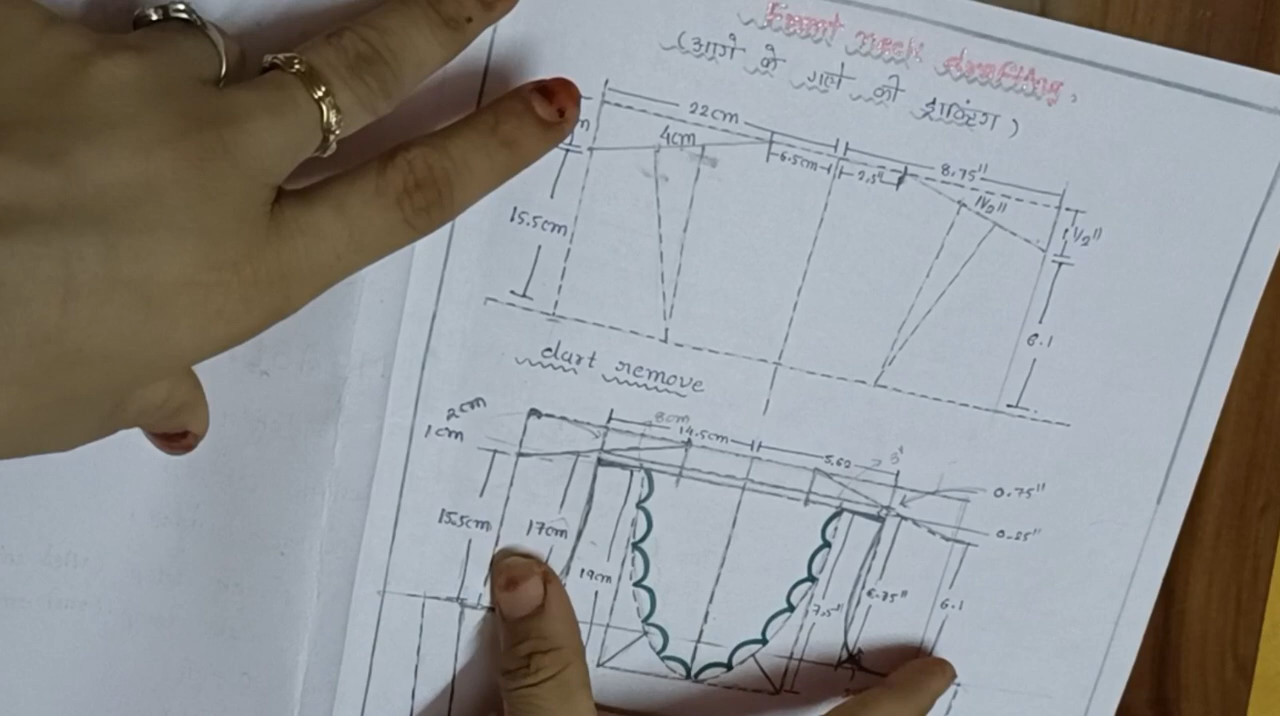 Front neck drafting,
(आगे के गले की ड्राफ्टिंग)
22cm
4cm
6.5cm
2.5"
8.75"
1½"
1½"
15.5cm
6.1
dart remove
2cm
1cm
8cm
14.5cm
5.62
3"
0.75"
0.25"
15.5cm
17cm
19cm
7.5"
6.75"
6.1